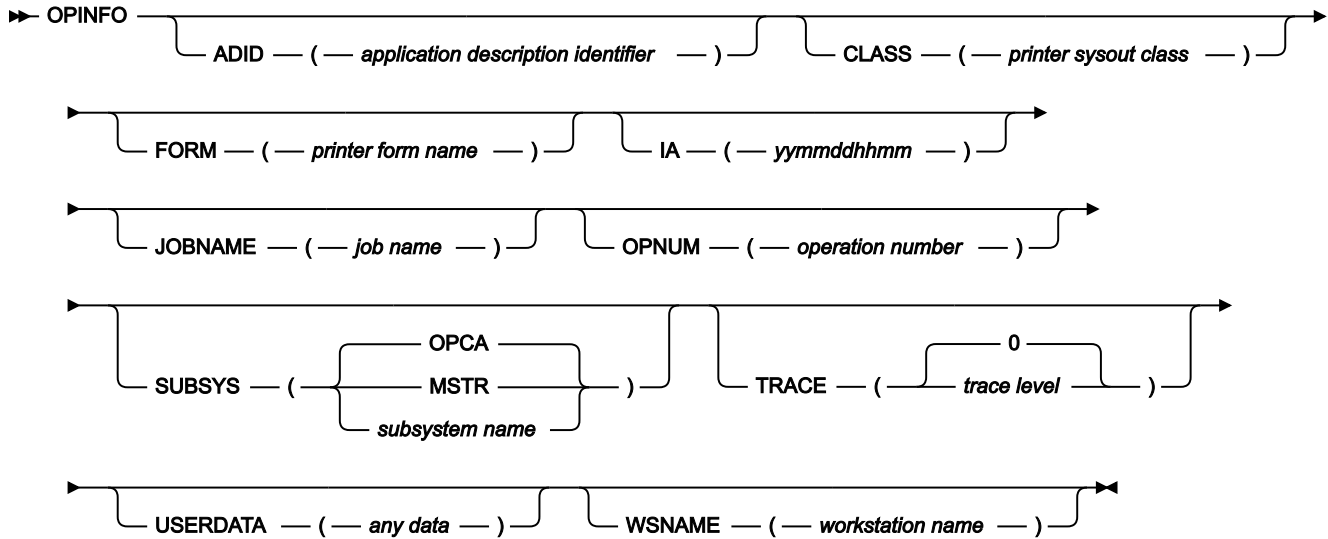 OPINFO
ADID ( application description identifier ) CLASS ( printer sysout class )
FORM ( printer form name ) IA ( yymmddhhmm )
JOBNAME ( job name ) OPNUM ( operation number )
OPCA 0
SUBSYS ( MSTR ) TRACE ( trace level )
subsystem name
USERDATA ( any data ) WSNAME ( workstation name )